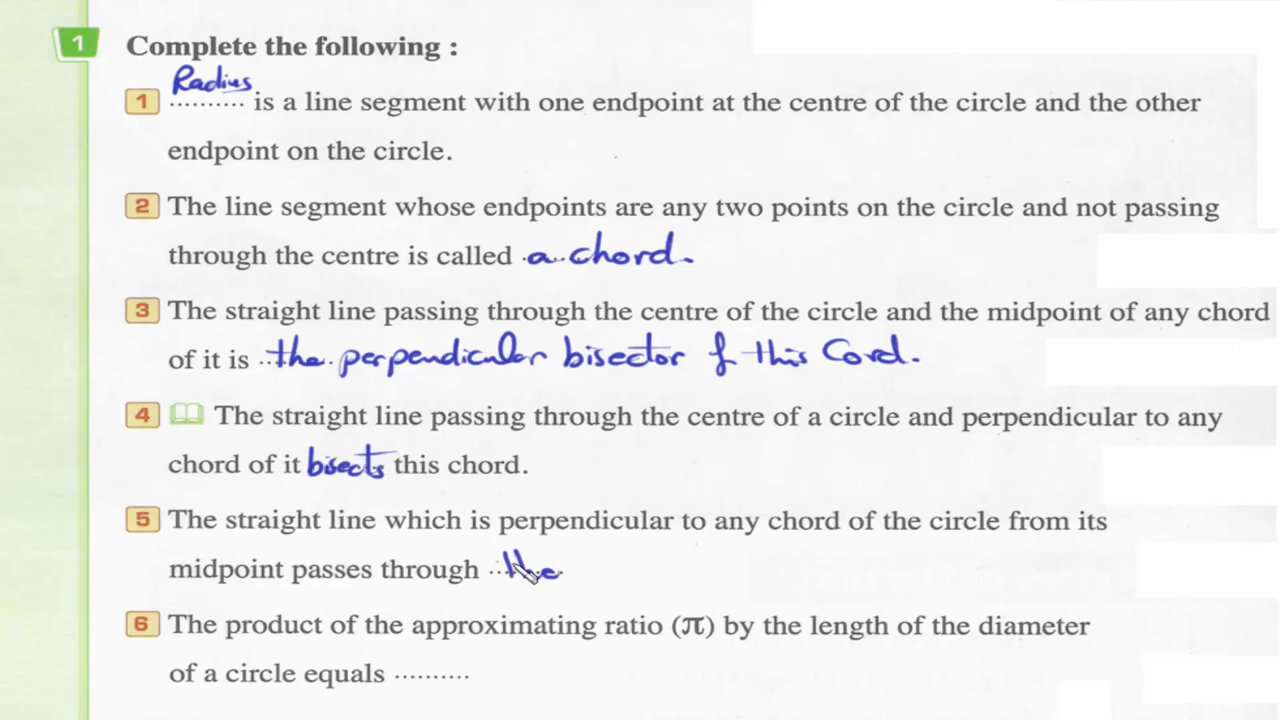 1 Complete the following :
Radius
1 .......... is a line segment with one endpoint at the centre of the circle and the other
endpoint on the circle.
2 The line segment whose endpoints are any two points on the circle and not passing
through the centre is called a chord.
3 The straight line passing through the centre of the circle and the midpoint of any chord
of it is the perpendicular bisector of this Cord.
4 The straight line passing through the centre of a circle and perpendicular to any
chord of it bisects this chord.
5 The straight line which is perpendicular to any chord of the circle from its
midpoint passes through ...the
6 The product of the approximating ratio (π) by the length of the diameter
of a circle equals ..........